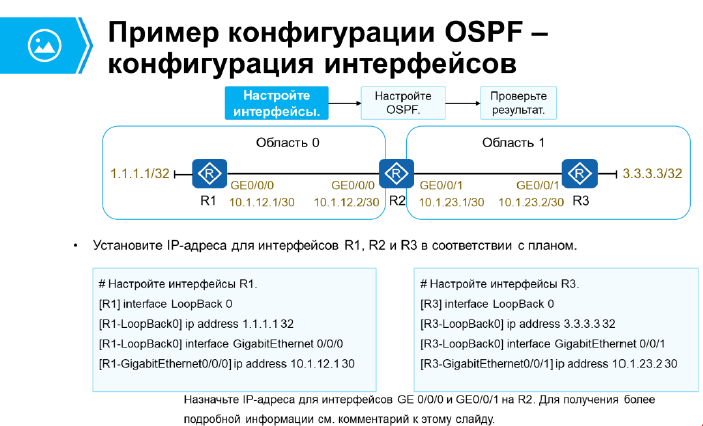 Пример конфигурации OSPF –
конфигурация интерфейсов
Настройте
интерфейсы.
Настройте
OSPF.
Проверьте
результат.
Область 0
Область 1
1.1.1.1/32
R
R
R
3.3.3.3/32
GE0/0/0
GE0/0/0
GE0/0/1
GE0/0/1
R1
10.1.12.1/30
10.1.12.2/30
R2
10.1.23.1/30
10.1.23.2/30
R3
• Установите IP-адреса для интерфейсов R1, R2 и R3 в соответствии с планом.
# Настройте интерфейсы R1.
[R1] interface LoopBack 0
[R1-LoopBack0] ip address 1.1.1.1 32
[R1-LoopBack0] interface GigabitEthernet 0/0/0
[R1-GigabitEthernet0/0/0] ip address 10.1.12.1 30
# Настройте интерфейсы R3.
[R3] interface LoopBack 0
[R3-LoopBack0] ip address 3.3.3.3 32
[R3-LoopBack0] interface GigabitEthernet 0/0/1
[R3-GigabitEthernet0/0/1] ip address 10.1.23.2 30
Назначьте IP-адреса для интерфейсов GE 0/0/0 и GE0/0/1 на R2. Для получения более
подробной информации см. комментарий к этому слайду.